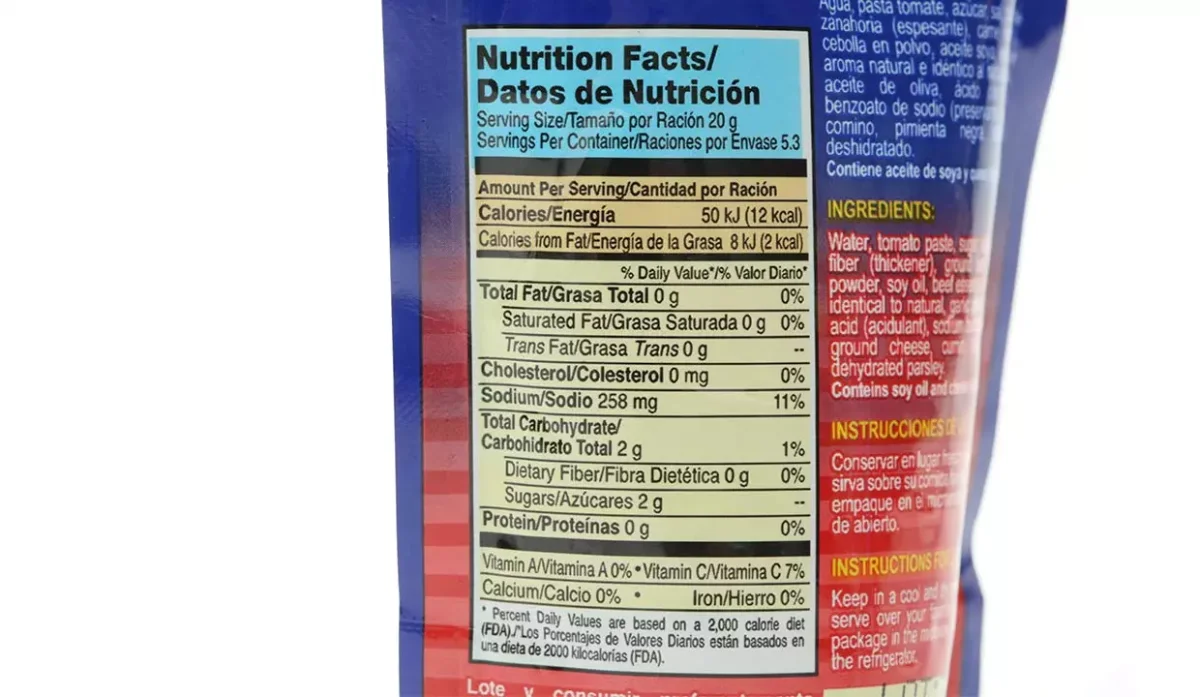 Agua, pasta tomate, azúcar,
zanahoria (espesante),
cebolla en polvo, aceite soya
aroma natural e idéntico al
aceite de oliva, ácido
benzoato de sodio
comino, pimienta negra
deshidratado.
Contiene aceite de soya y
INGREDIENTS:
Water, tomato paste,
fiber (thickener),
powder, soy oil, beef
identical to natural,
acid (acidulant),
ground cheese,
dehydrated parsley.
Conteins soy oil and
INSTRUCCIONES
Conservar en lugar
sirva sobre su
empaque en el
de abierto.
INSTRUCTIONS
Keep in a cool and
serve over your
package in the
the refrigerator.
Nutrition Facts/
Datos de Nutrición
Serving Size/Tamaño por Ración 20 g
Servings Per Container/Raciones por Envase 5.3
Amount Per Serving/Cantidad por Ración
Calories/Energía 50 kJ (12 kcal)
Calories from Fat/Energía de la Grasa 8 kJ (2 kcal)
% Daily Value*/% Valor Diario*
Total Fat/Grasa Total 0 g 0%
Saturated Fat/Grasa Saturada 0 g 0%
Trans Fat/Grasa Trans 0 g --
Cholesterol/Colesterol 0 mg 0%
Sodium/Sodio 258 mg 11%
Total Carbohydrate/
Carbohidrato Total 2 g 1%
Dietary Fiber/Fibra Dietética 0 g 0%
Sugars/Azúcares 2 g --
Protein/Proteínas 0 g 0%
Vitamin A/Vitamina A 0% • Vitamin C/Vitamina C 7%
Calcium/Calcio 0% • Iron/Hierro 0%
* Percent Daily Values are based on a 2,000 calorie diet
(FDA)./*Los Porcentajes de Valores Diarios están basados en
una dieta de 2000 kilocalorías (FDA).
Lote y consumir